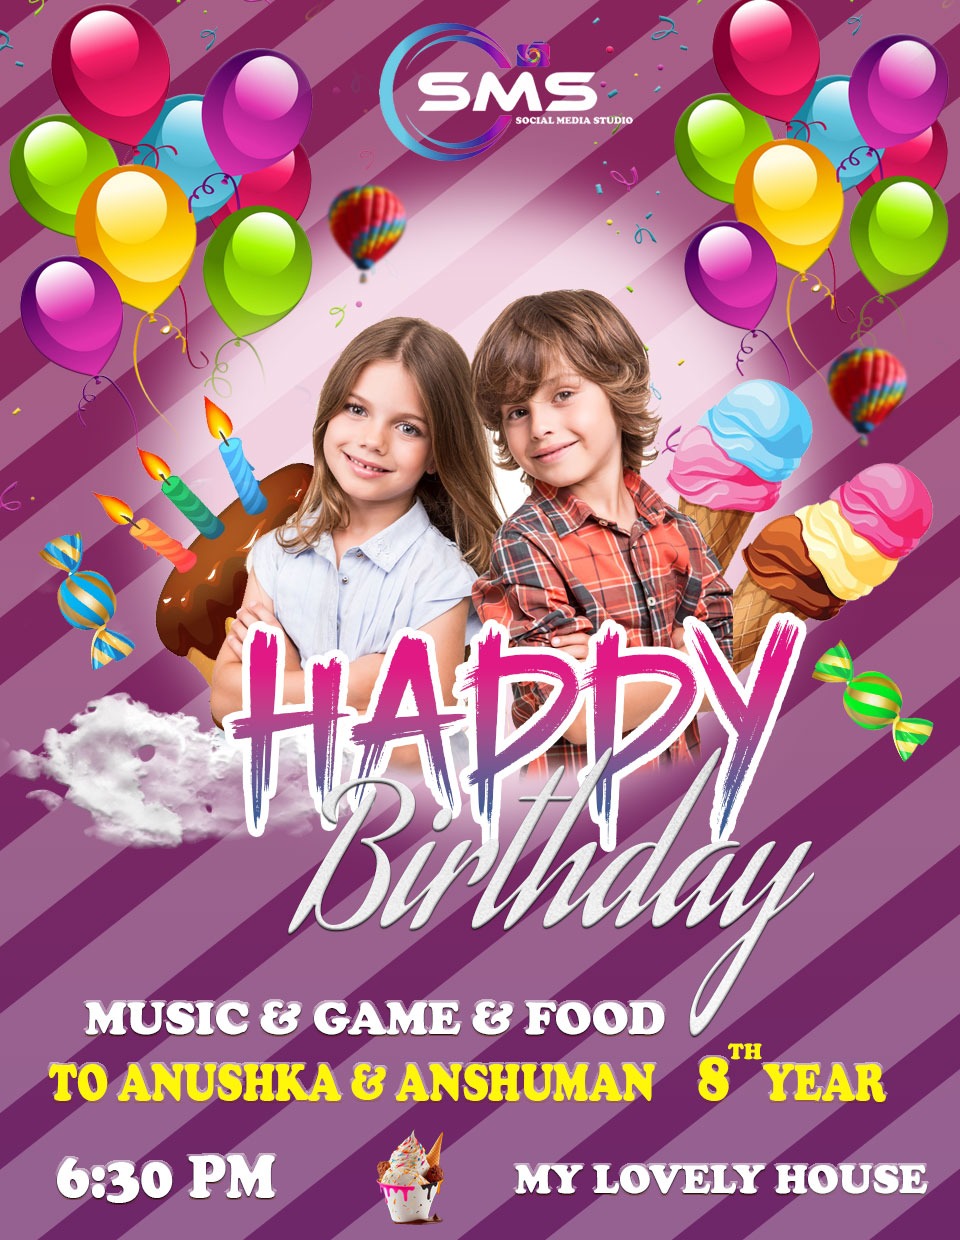 SMS
SOCIAL MEDIA STUDIO
HAPPY
Birthday
MUSIC & GAME & FOOD
TO ANUSHKA & ANSHUMAN 8TH YEAR
6:30 PM
MY LOVELY HOUSE